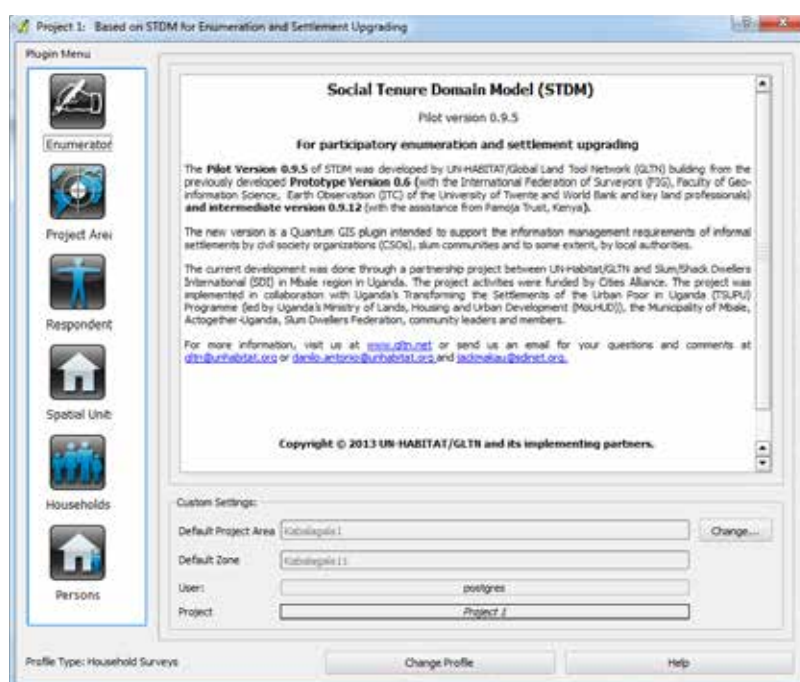 Project 1: Based on STDM for Enumeration and Settlement Upgrading
Plugin Menu
Enumerator
Project Area
Respondent
Spatial Unit
Households
Persons
Social Tenure Domain Model (STDM)
Pilot version 0.9.5
For participatory enumeration and settlement upgrading
The Pilot Version 0.9.5 of STDM was developed by UN-HABITAT/Global Land Tool Network (GLTN) building from the
previously developed Prototype Version 0.6 (with the International Federation of Surveyors (FIG), Faculty of Geo-
information Science, Earth Observation (ITC) of the University of Twente and World Bank and key land professionals)
and intermediate version 0.9.12 (with the assistance from Pamoja Trust, Kenya).
The new version is a Quantum GIS plugin intended to support the information management requirements of informal
settlements by civil society organizations (CSOs), slum communities and to some extent, by local authorities.
The current development was done through a partnership project between UN-Habitat/GLTN and Slum/Shack Dwellers
International (SDI) in Mbale region in Uganda. The project activities were funded by Cities Alliance. The project was
implemented in collaboration with Uganda's Transforming the Settlements of the Urban Poor in Uganda (TSUPU)
Programme (led by Uganda's Ministry of Lands, Housing and Urban Development (MoLHUD)), the Municipality of Mbale,
Actogether-Uganda, Slum Dwellers Federation, community leaders and members.
For more information, visit us at www.gltn.net or send us an email for your questions and comments at
gltn@unhabitat.org or danilo.antonio@unhabitat.org and jackmakau@sdinet.org.
Copyright © 2013 UN-HABITAT/GLTN and its implementing partners.
Custom Settings:
Default Project Area
Change...
Default Zone
User: postgres
Project Project 1
Profile Type: Household Surveys
Change Profile
Help